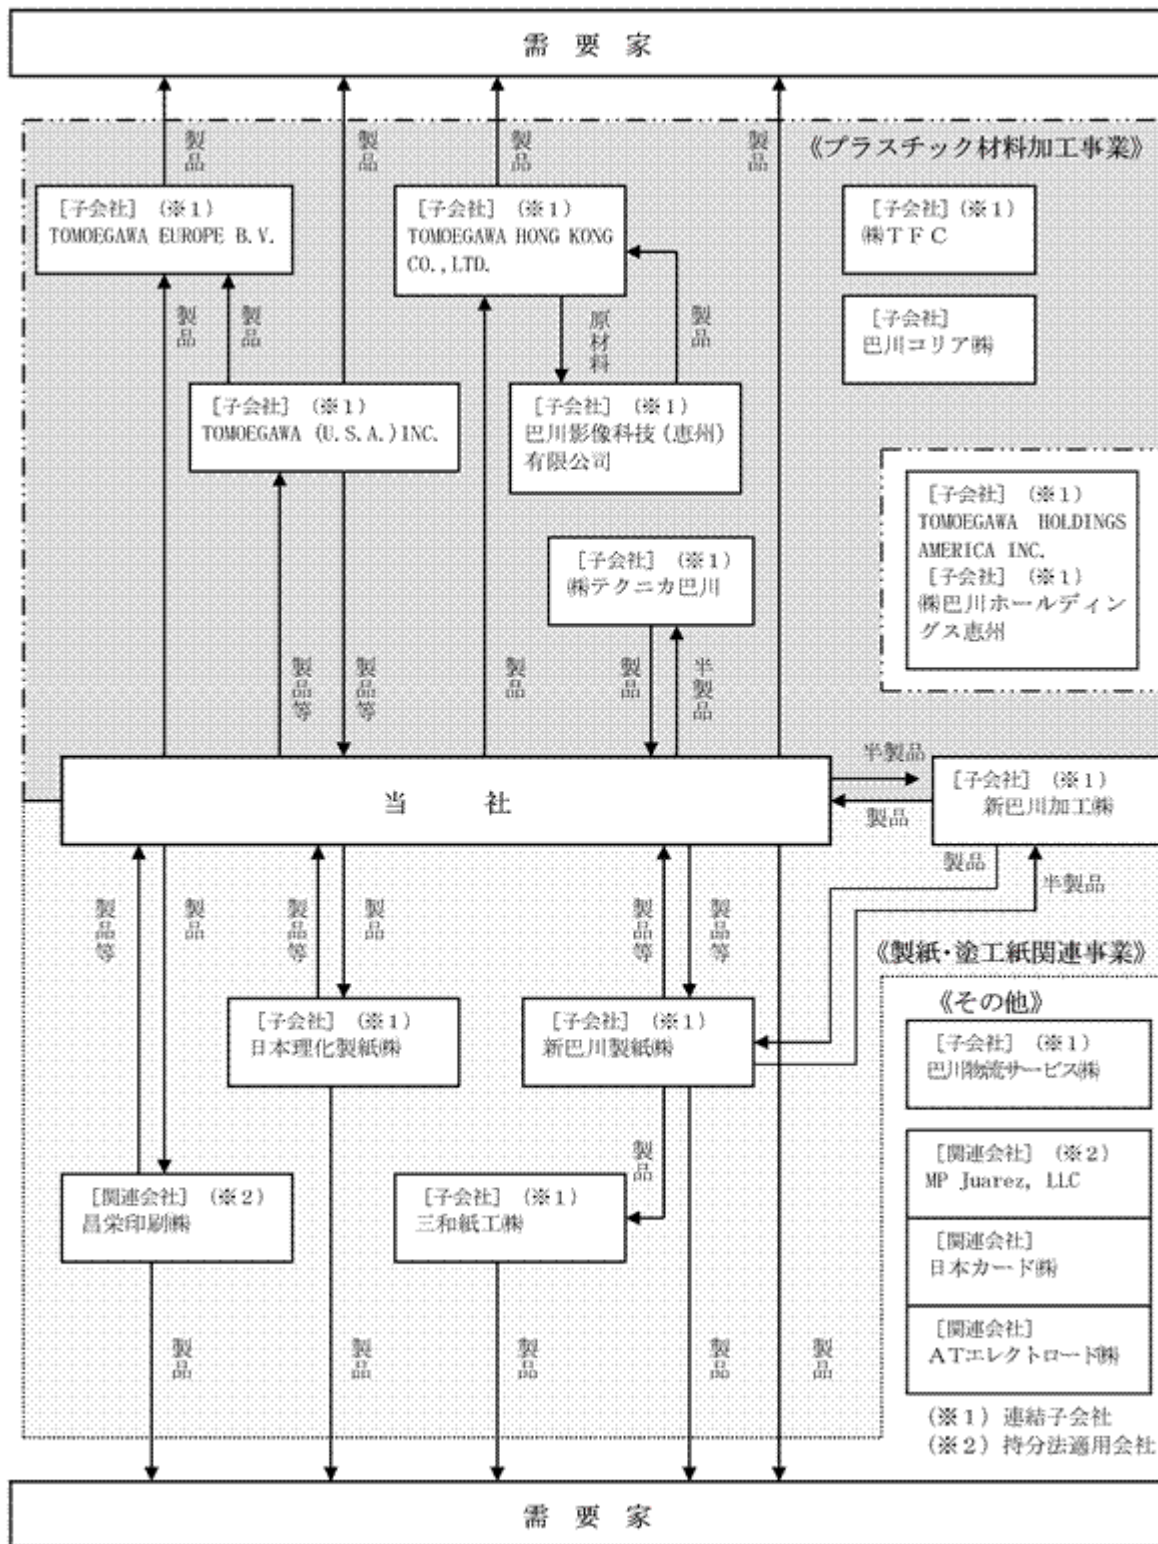 需要家
製品
製品
製品
製品
《プラスチック材料加工事業》
[子会社] (※1)
TOMOEGAWA EUROPE B.V.
[子会社] (※1)
TOMOEGAWA HONG KONG
CO.,LTD.
[子会社] (※1)
㈱TFC
製品
製品
原材料
製品
[子会社]
巴川コリア㈱
[子会社] (※1)
TOMOEGAWA (U.S.A.)INC.
[子会社] (※1)
巴川影像科技(恵州)
有限公司
[子会社] (※1)
TOMOEGAWA HOLDINGS
AMERICA INC.
[子会社] (※1)
㈱巴川ホールディン
グス恵州
[子会社] (※1)
㈱テクニカ巴川
製品等
製品等
製品
製品
半製品
当社
半製品
製品
[子会社] (※1)
新巴川加工㈱
製品
半製品
製品等
製品
製品等
製品
製品等
製品等
《製紙・塗工紙関連事業》
[子会社] (※1)
日本理化製紙㈱
[子会社] (※1)
新巴川製紙㈱
《その他》
[子会社] (※1)
巴川物流サービス㈱
製品
[関連会社] (※2)
昌栄印刷㈱
[子会社] (※1)
三和紙工㈱
[関連会社] (※2)
MP Juarez, LLC
[関連会社]
日本カード㈱
[関連会社]
ATエレクトロード㈱
製品
製品
製品
製品
製品
(※1) 連結子会社
(※2) 持分法適用会社
需要家